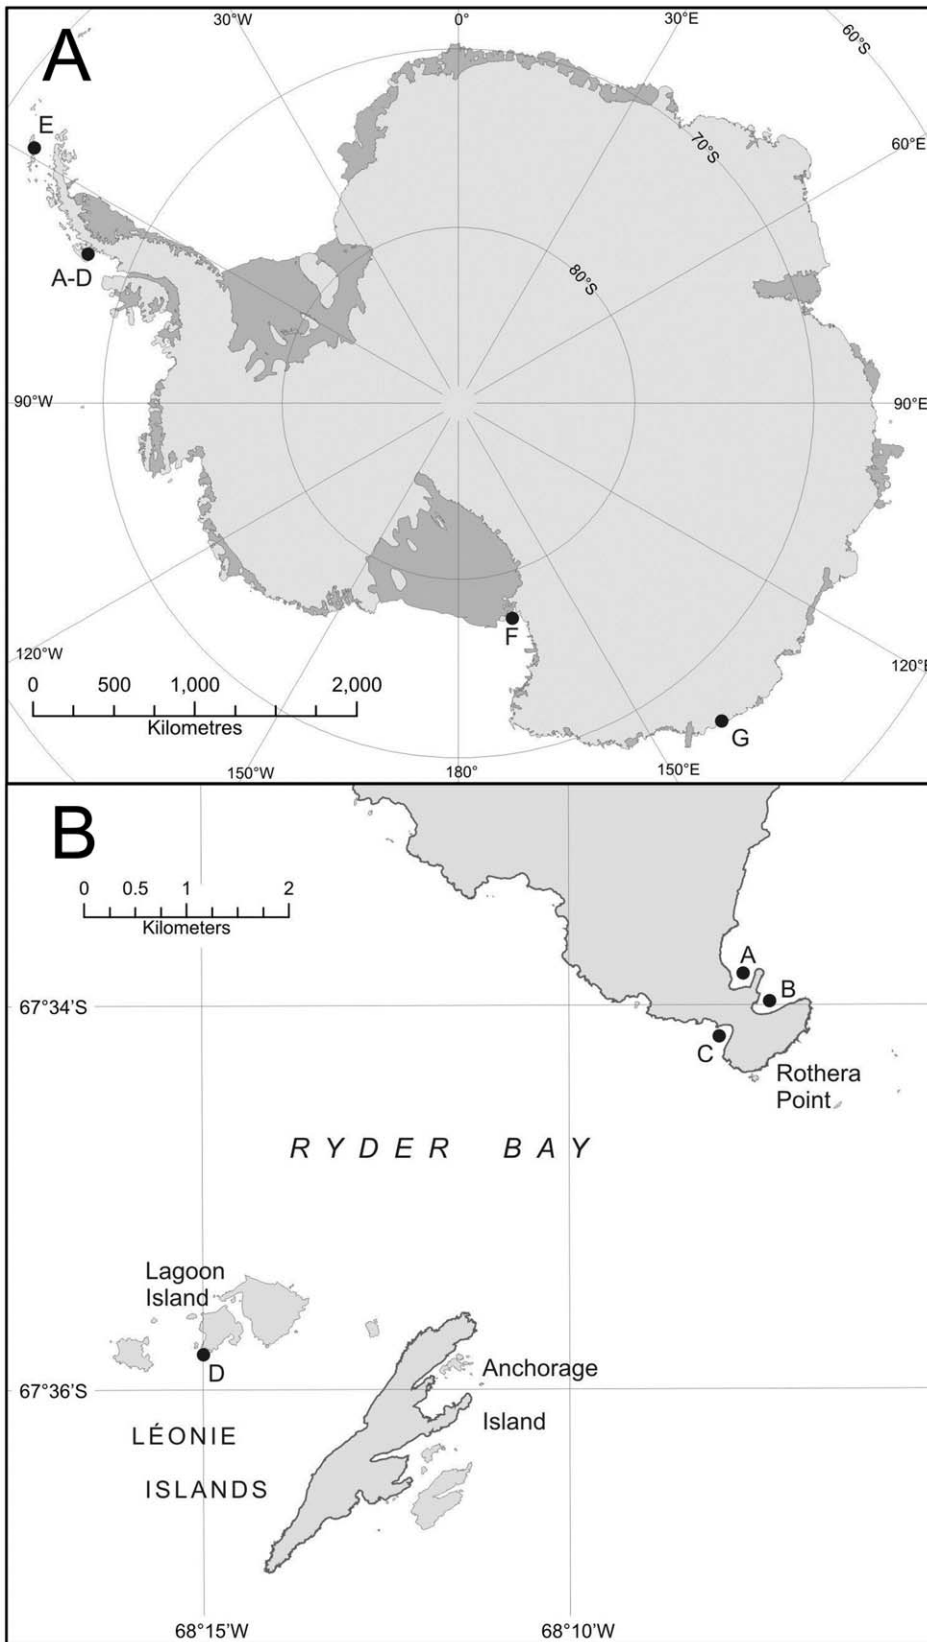 A
30°W
0°
30°E
60°S
E
70°S
60°E
A-D
80°S
90°W
90°E
F
120°W
120°E
0 500 1,000 2,000
Kilometres
G
150°W
180°
150°E
B
0 0.5 1 2
Kilometers
A
B
67°34'S
C
Rothera
Point
RYDER BAY
Lagoon
Island
D
Anchorage
67°36'S
Island
LÉONIE
ISLANDS
68°15'W
68°10'W